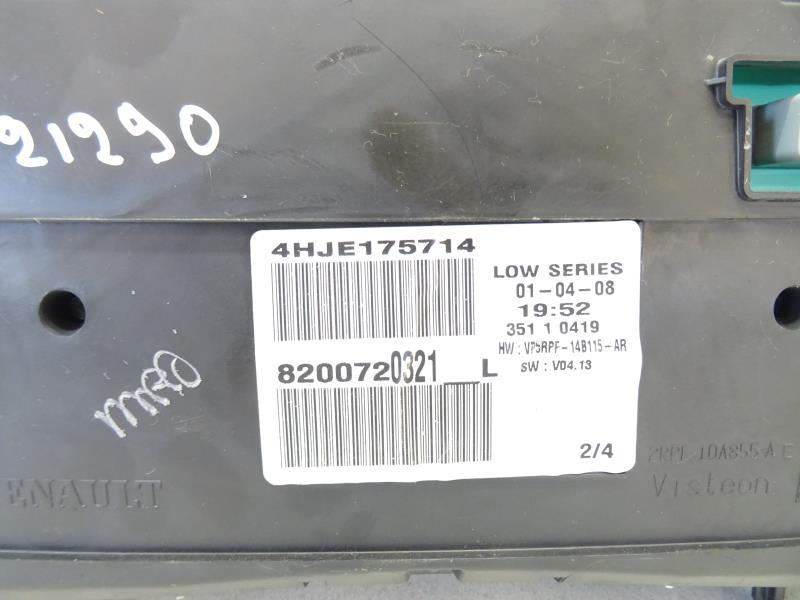 21290
4HJE175714
LOW SERIES
01-04-08
19:52
351 1 0419
HW : VP5RPF-14B115-AR
SW : V04.13
8200720321__L
2/4
ENAULT
Visteon